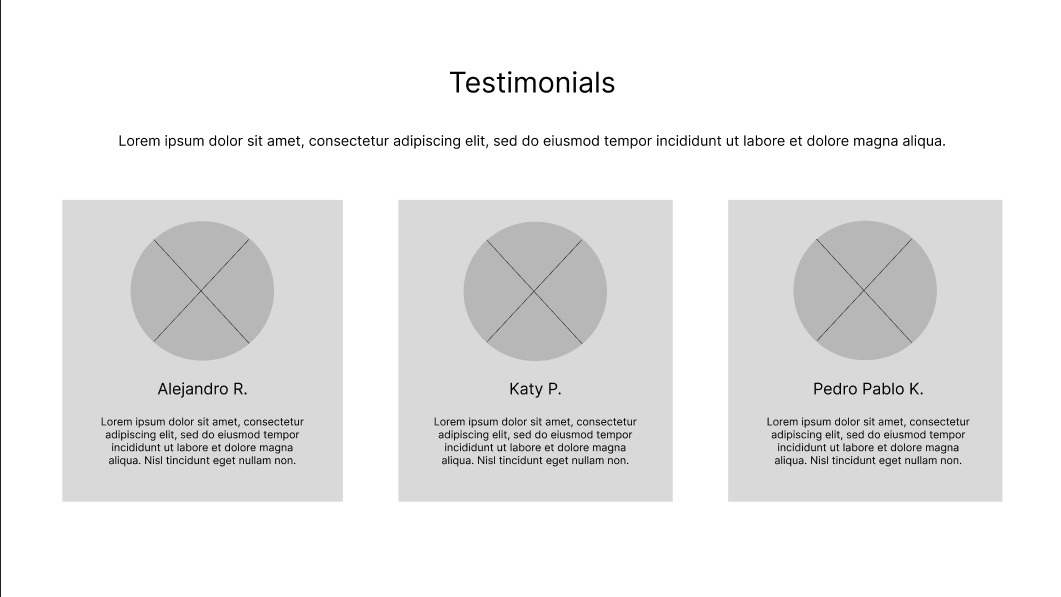 Testimonials
Lorem ipsum dolor sit amet, consectetur adipiscing elit, sed do eiusmod tempor incididunt ut labore et dolore magna aliqua.
Alejandro R.
Lorem ipsum dolor sit amet, consectetur
adipiscing elit, sed do eiusmod tempor
incididunt ut labore et dolore magna
aliqua. Nisl tincidunt eget nullam non.
Katy P.
Lorem ipsum dolor sit amet, consectetur
adipiscing elit, sed do eiusmod tempor
incididunt ut labore et dolore magna
aliqua. Nisl tincidunt eget nullam non.
Pedro Pablo K.
Lorem ipsum dolor sit amet, consectetur
adipiscing elit, sed do eiusmod tempor
incididunt ut labore et dolore magna
aliqua. Nisl tincidunt eget nullam non.